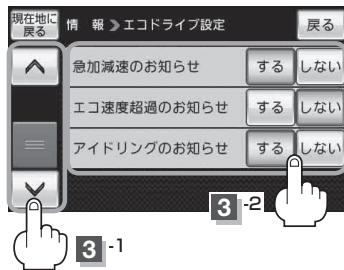 現在地に
戻る
情 報 エコドライブ設定
戻る
急加減速のお知らせ する しない
エコ速度超過のお知らせ する しない
アイドリングのお知らせ する しない
3-2
3-1